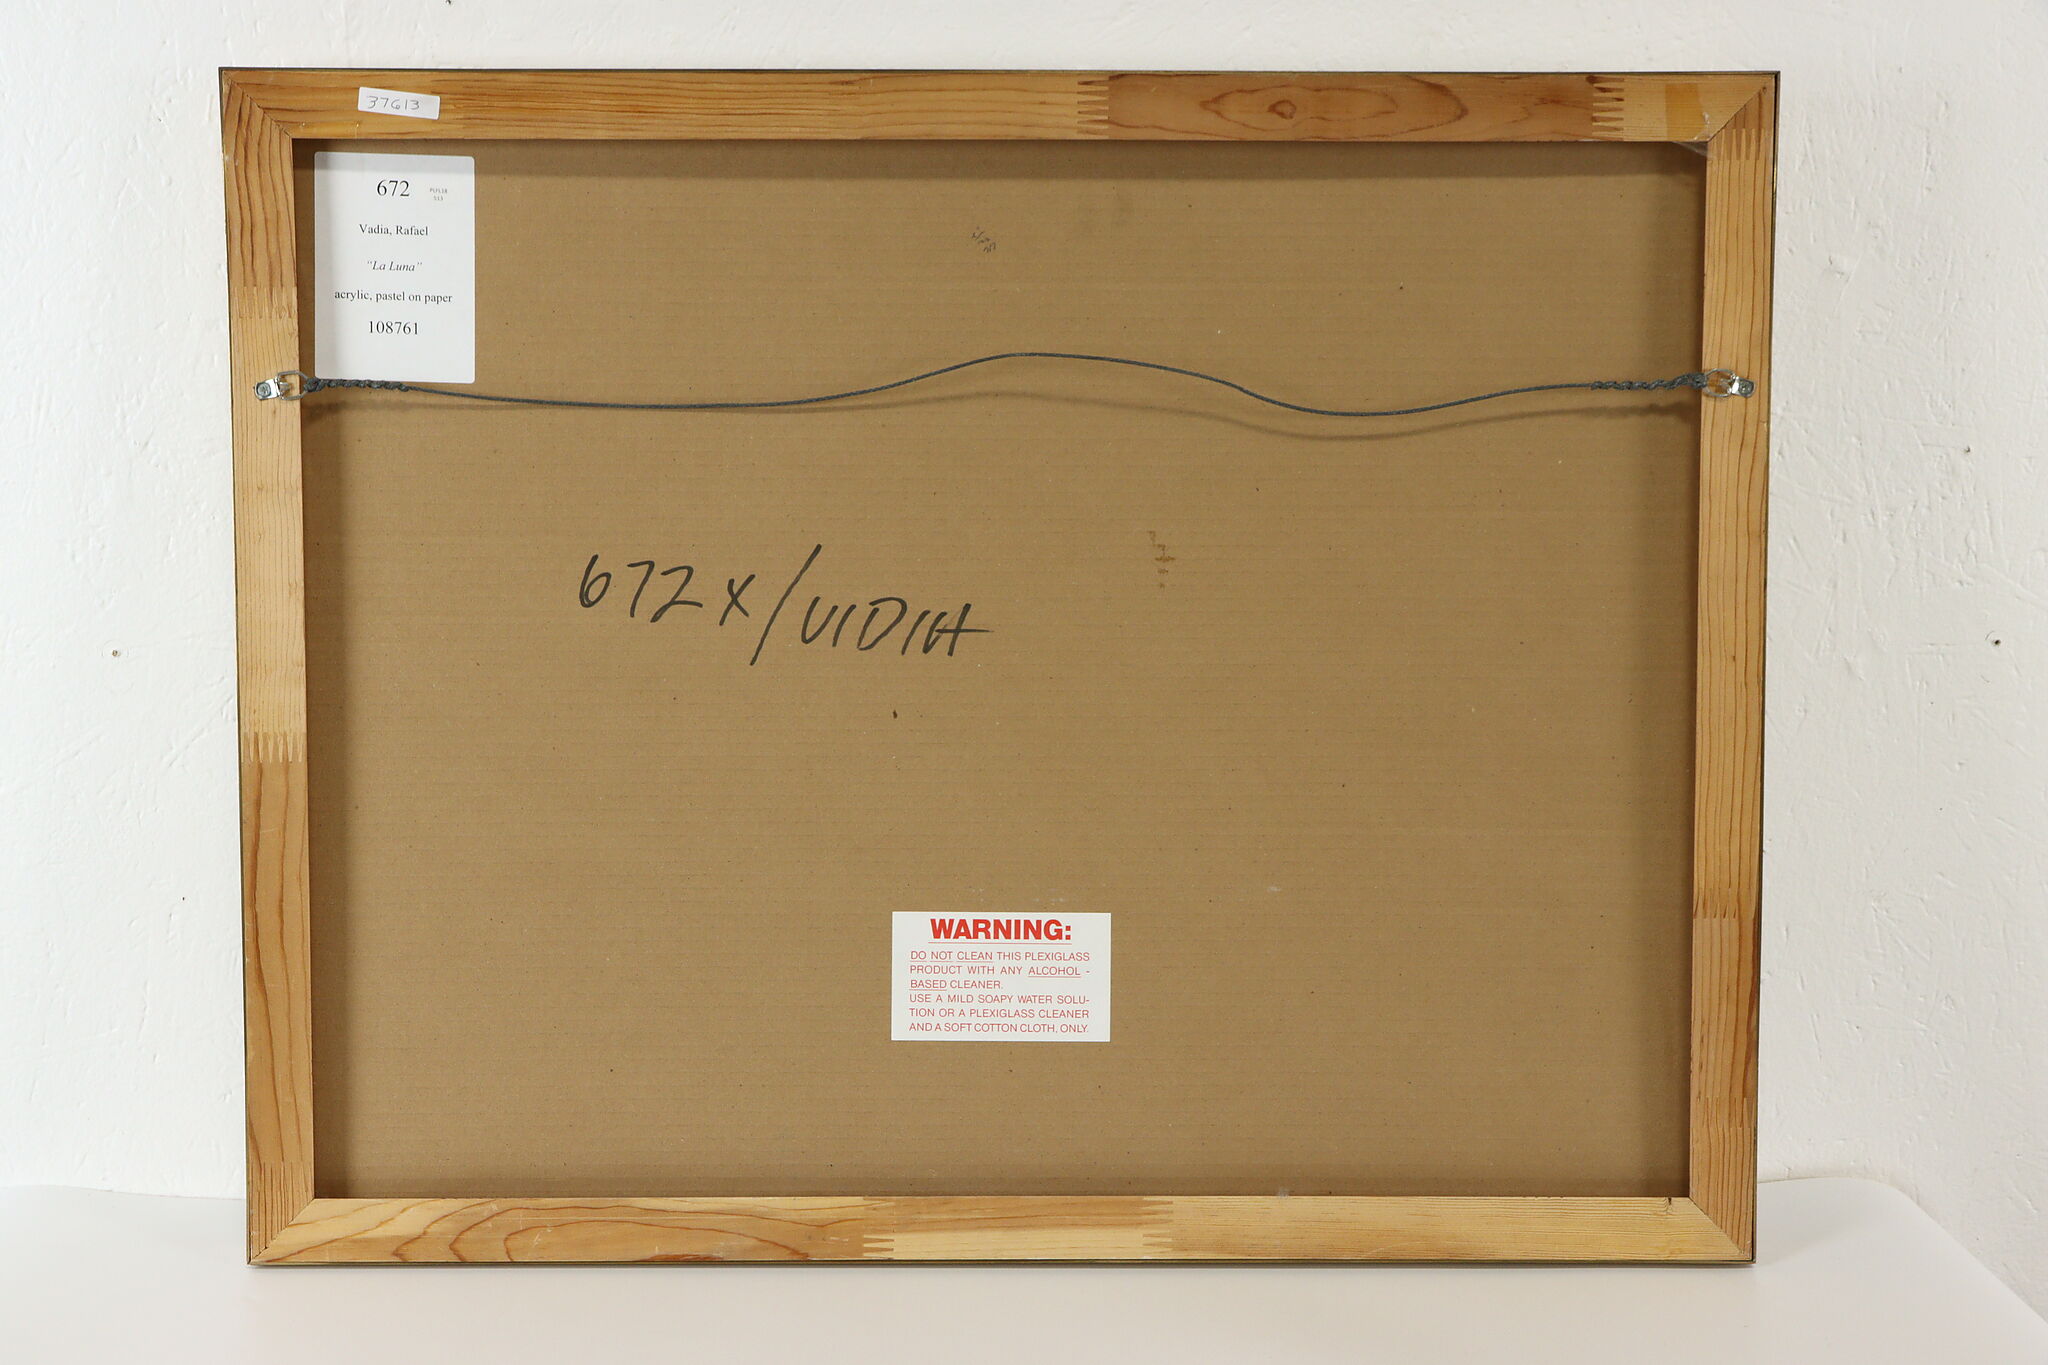 37613
672
Vadia, Rafael
“La Luna”
acrylic, pastel on paper
108761
672 X/VIDIA
WARNING:
DO NOT CLEAN THIS PLEXIGLASS
PRODUCT WITH ANY ALCOHOL -
BASED CLEANER.
USE A MILD SOAPY WATER SOLU-
TION OR A PLEXIGLASS CLEANER
AND A SOFT COTTON CLOTH, ONLY.